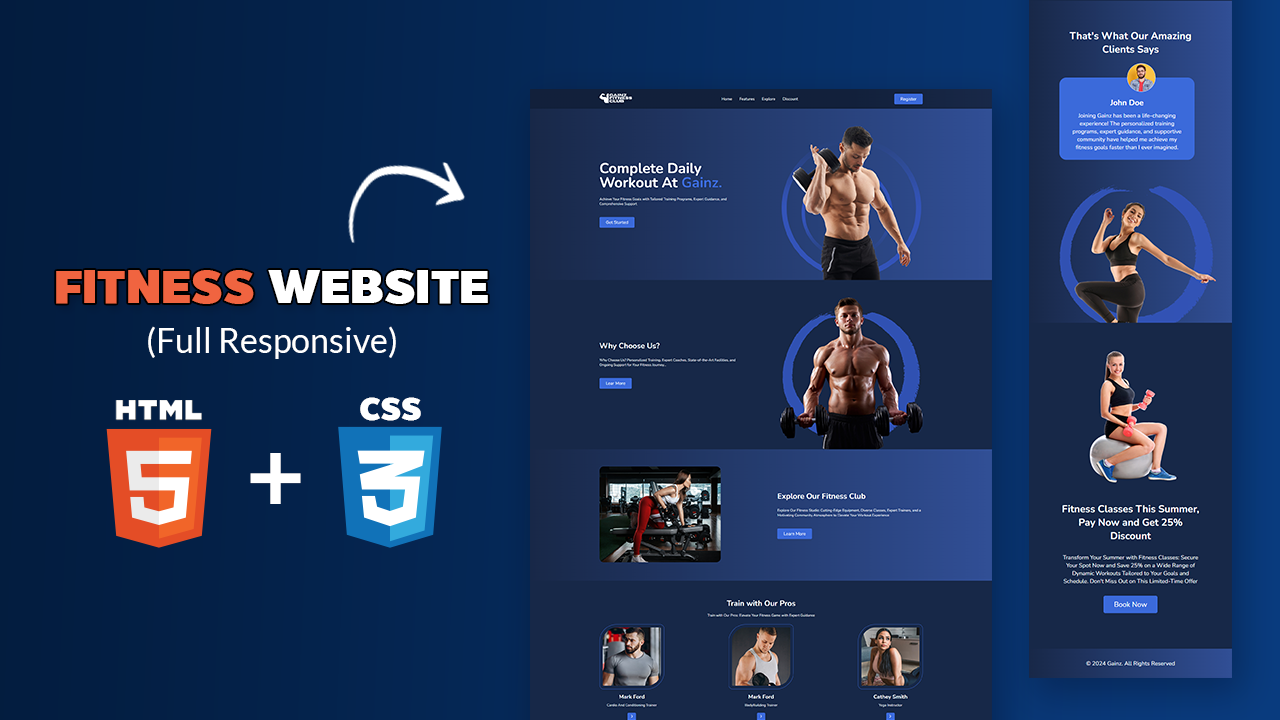 FITNESS WEBSITE
(Full Responsive)
HTML
5
+
CSS
3
GAINZ
FITNESS
CLUB
Home Features Explore Discount
Register
Complete Daily
Workout At Gainz.
Achieve Your Fitness Goals with Tailored Training Programs, Expert Guidance, and
Comprehensive Support
Get Started
Why Choose Us?
Why Choose Us? Personalized Training, Expert Coaches, State-of-the-Art Facilities, and
Ongoing Support for Your Fitness Journey...
Lear More
Explore Our Fitness Club
Explore Our Fitness Studio: Cutting-Edge Equipment, Diverse Classes, Expert Trainers, and a
Motivating Community Atmosphere to Elevate Your Workout Experience
Learn More
Train with Our Pros
Train with Our Pros: Elevate Your Fitness Game with Expert Guidance
Mark Ford
Cardio And Conditioning Trainer
Mark Ford
Bodybuilding Trainer
Cathey Smith
Yoga Instructor
That's What Our Amazing
Clients Says
John Doe
Joining Gainz has been a life-changing
experience! The personalized training
programs, expert guidance, and supportive
community have helped me achieve my
fitness goals faster than I ever imagined.
Fitness Classes This Summer,
Pay Now and Get 25%
Discount
Transform Your Summer with Fitness Classes: Secure
Your Spot Now and Save 25% on a Wide Range of
Dynamic Workouts Tailored to Your Goals and
Schedule. Don't Miss Out on This Limited-Time Offer
Book Now
© 2024 Gainz. All Rights Reserved